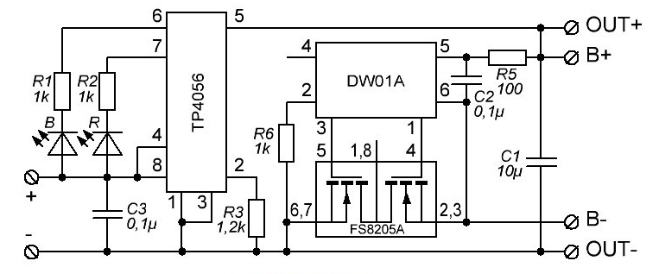 6
5
OUT+
7
4
5
B+
R1
1k
R2
1k
TP4056
DW01A
R5
100
2
6
C2
0,1µ
B
R
4
R6
1k
3
1
C1
10µ
8
2
5
1,8
4
+
1
3
C3
0,1µ
R3
1,2k
6,7
2,3
B-
FS8205A
-
OUT-